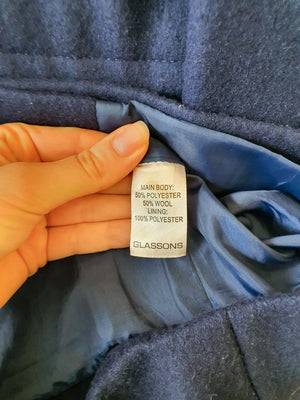 MAIN BODY:
50% POLYESTER
50% WOOL
LINING:
100% POLYESTER
GLASSONS